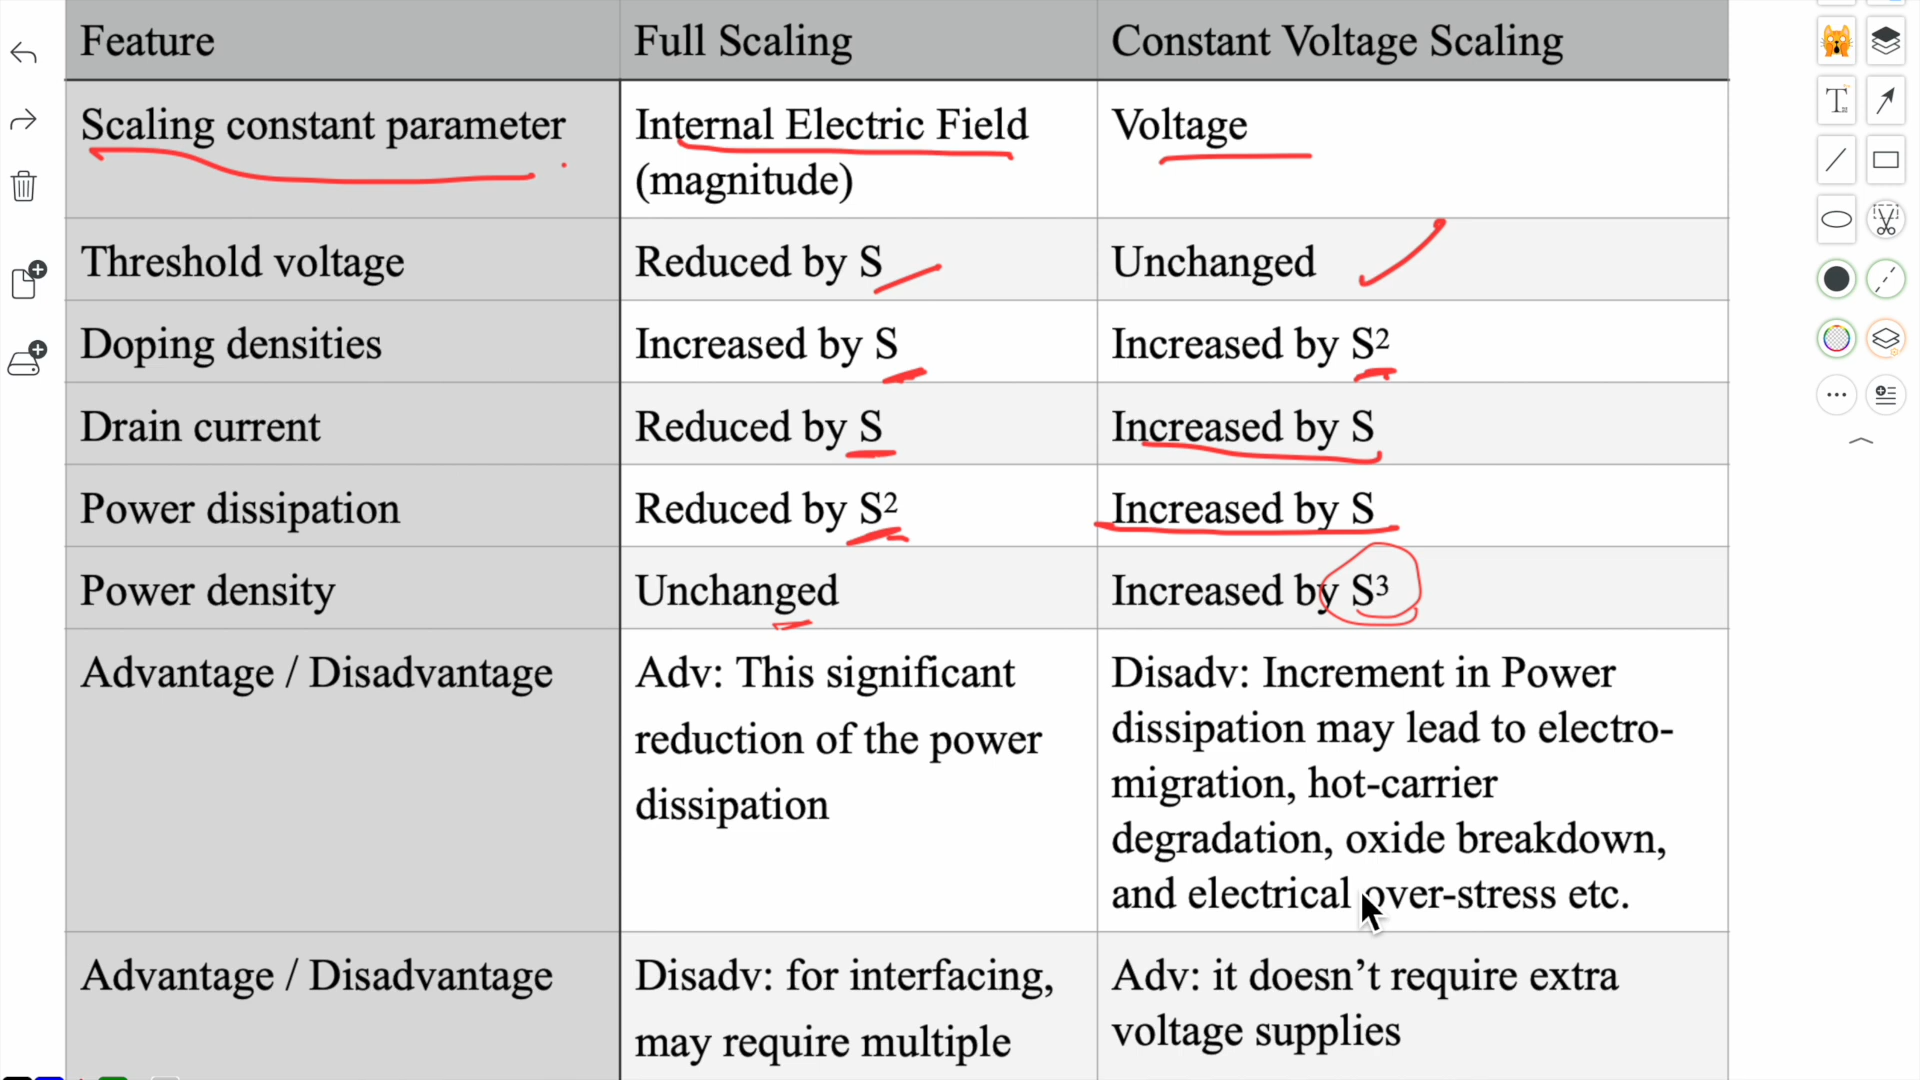 Feature
Full Scaling
Constant Voltage Scaling
Scaling constant parameter
Internal Electric Field
(magnitude)
Voltage
Threshold voltage
Reduced by S
Unchanged
Doping densities
Increased by S
Increased by S²
Drain current
Reduced by S
Increased by S
Power dissipation
Reduced by S²
Increased by S
Power density
Unchanged
Increased by S³
Advantage / Disadvantage
Adv: This significant
reduction of the power
dissipation
Disadv: Increment in Power
dissipation may lead to electro-
migration, hot-carrier
degradation, oxide breakdown,
and electrical over-stress etc.
Advantage / Disadvantage
Disadv: for interfacing,
may require multiple
Adv: it doesn’t require extra
voltage supplies